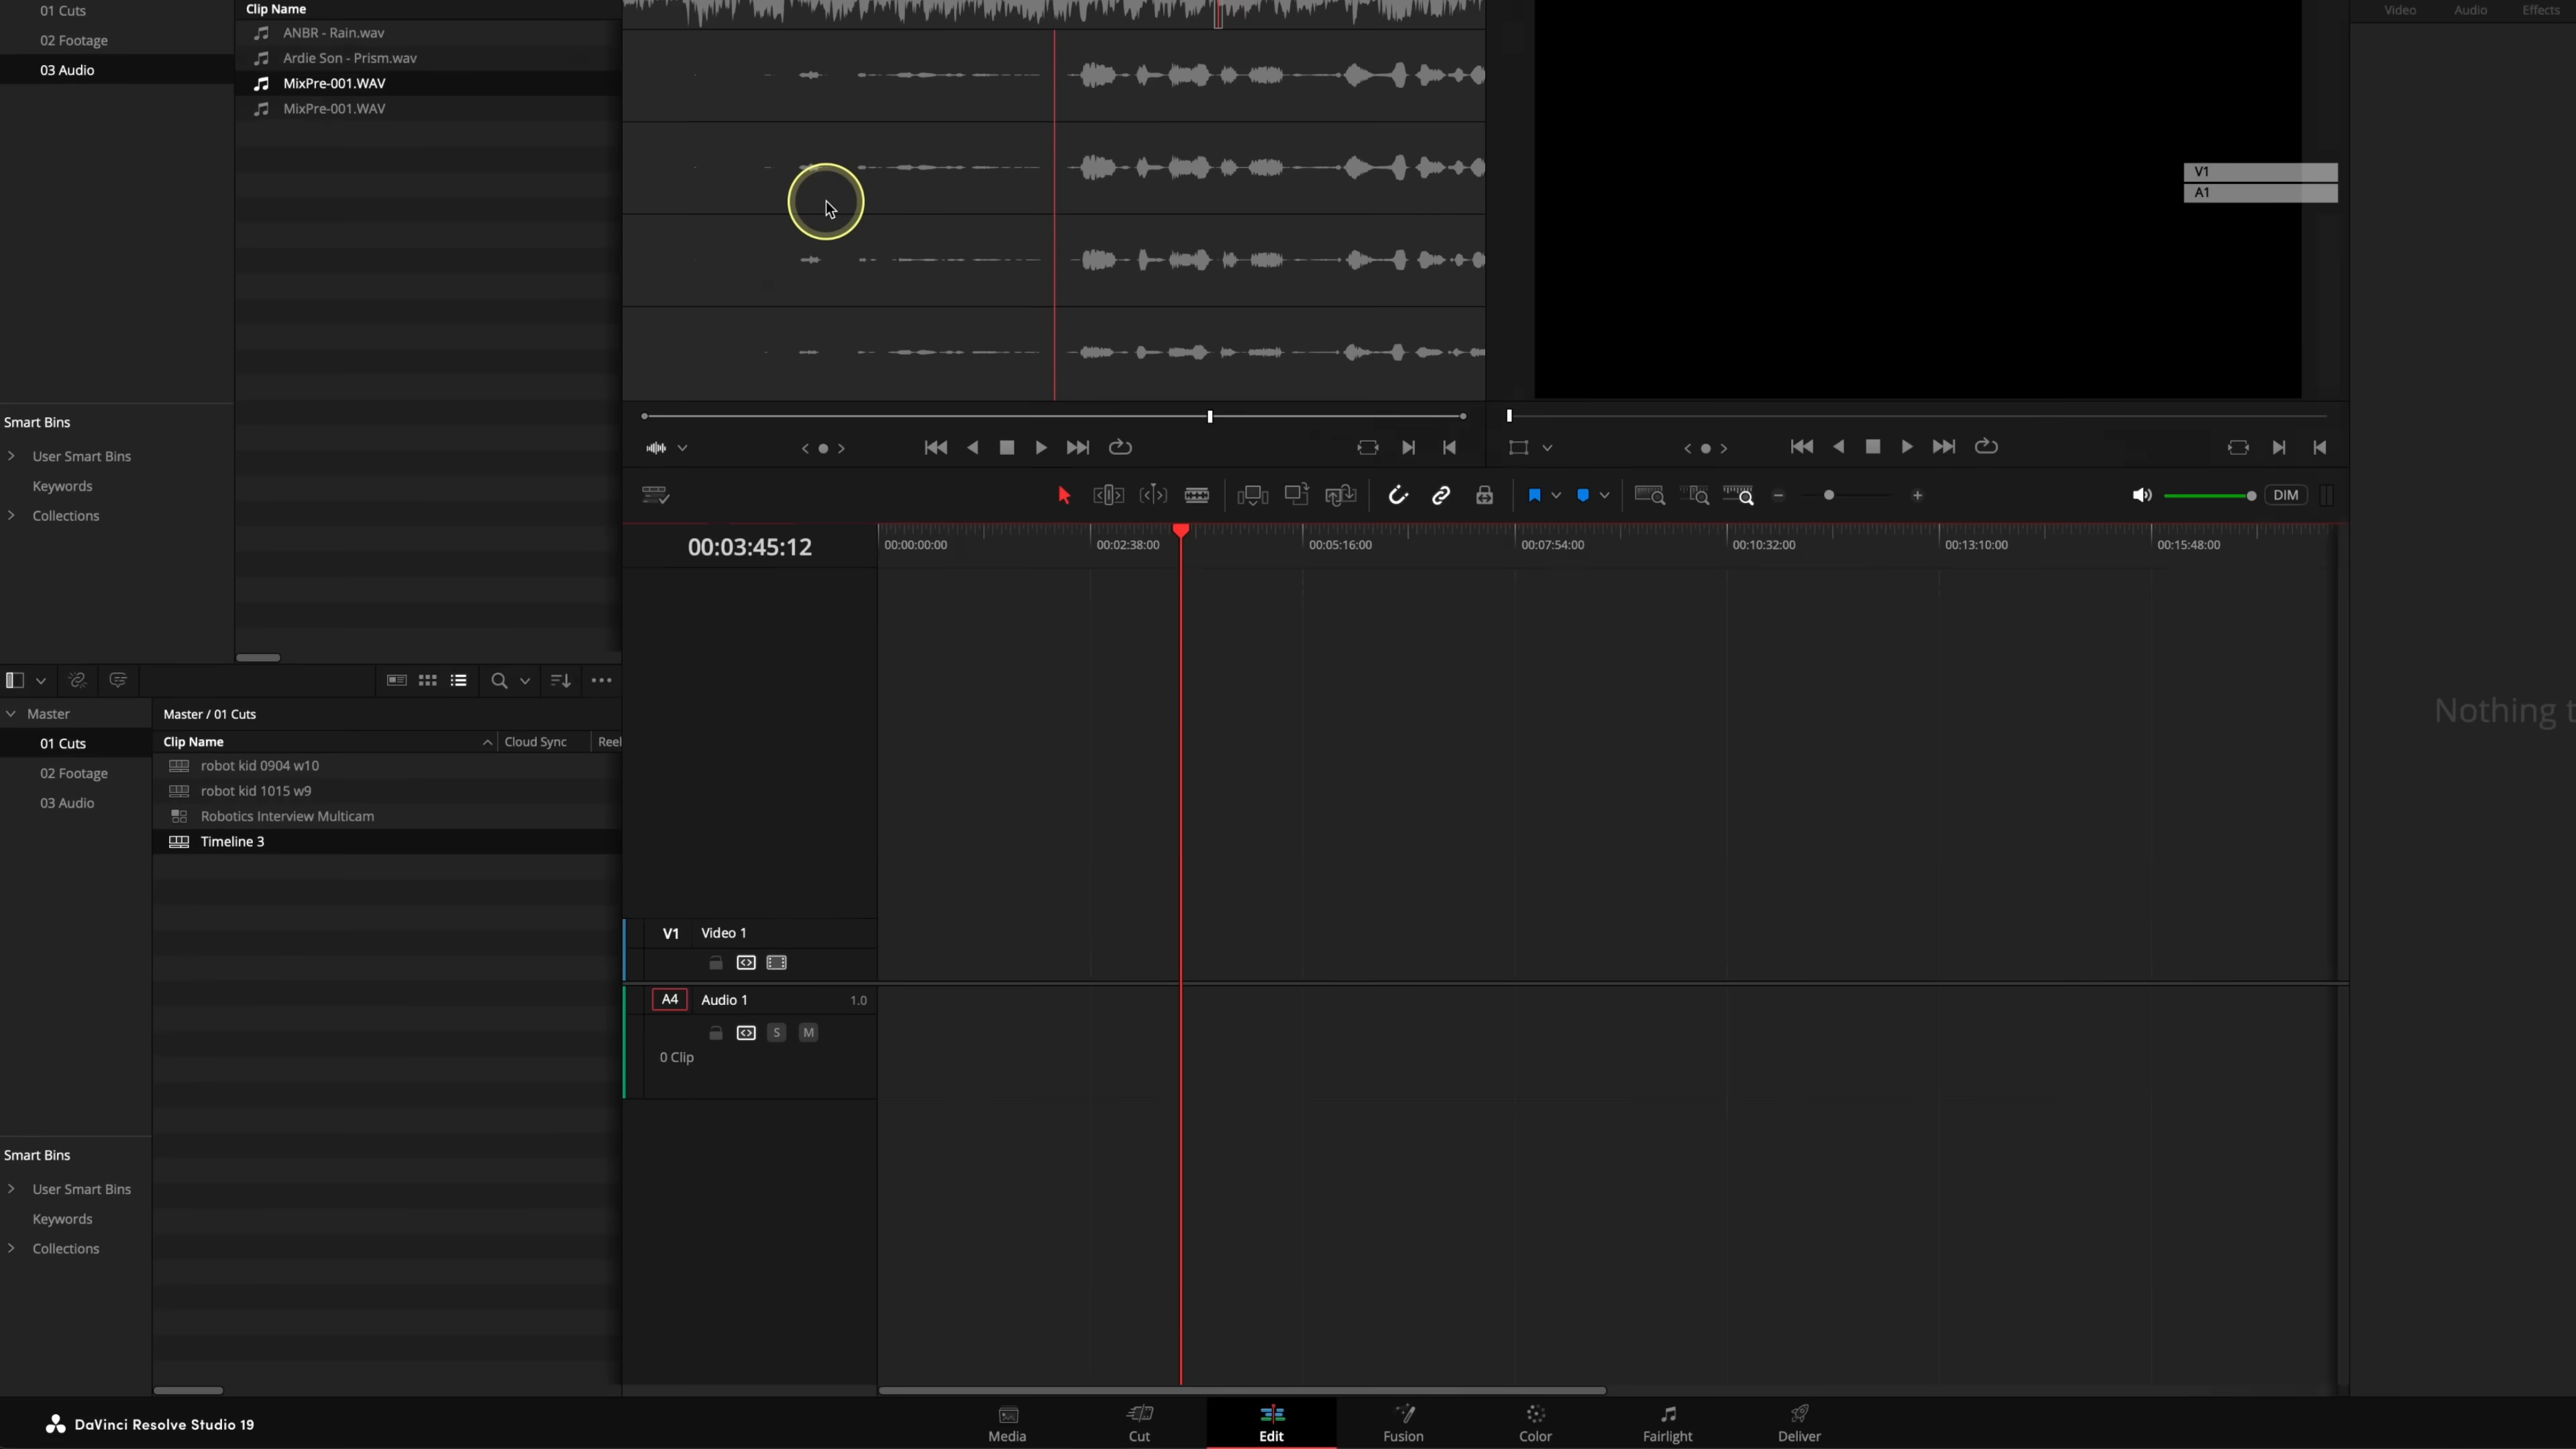 01 Cuts
02 Footage
03 Audio
Clip Name
ANBR - Rain.wav
Ardie Son - Prism.wav
MixPre-001.WAV
MixPre-001.WAV
Video Audio Effects
V1
A1
Smart Bins
User Smart Bins
Keywords
Collections
DIM
00:03:45:12
00:00:00:00 00:02:38:00 00:05:16:00 00:07:54:00 00:10:32:00 00:13:10:00 00:15:48:00
Nothing t
Master
01 Cuts
02 Footage
03 Audio
Master / 01 Cuts
Clip Name Cloud Sync Reel
robot kid 0904 w10
robot kid 1015 w9
Robotics Interview Multicam
Timeline 3
V1 Video 1
A4 Audio 1 1.0
S M
0 Clip
Smart Bins
User Smart Bins
Keywords
Collections
DaVinci Resolve Studio 19
Media Cut Edit Fusion Color Fairlight Deliver